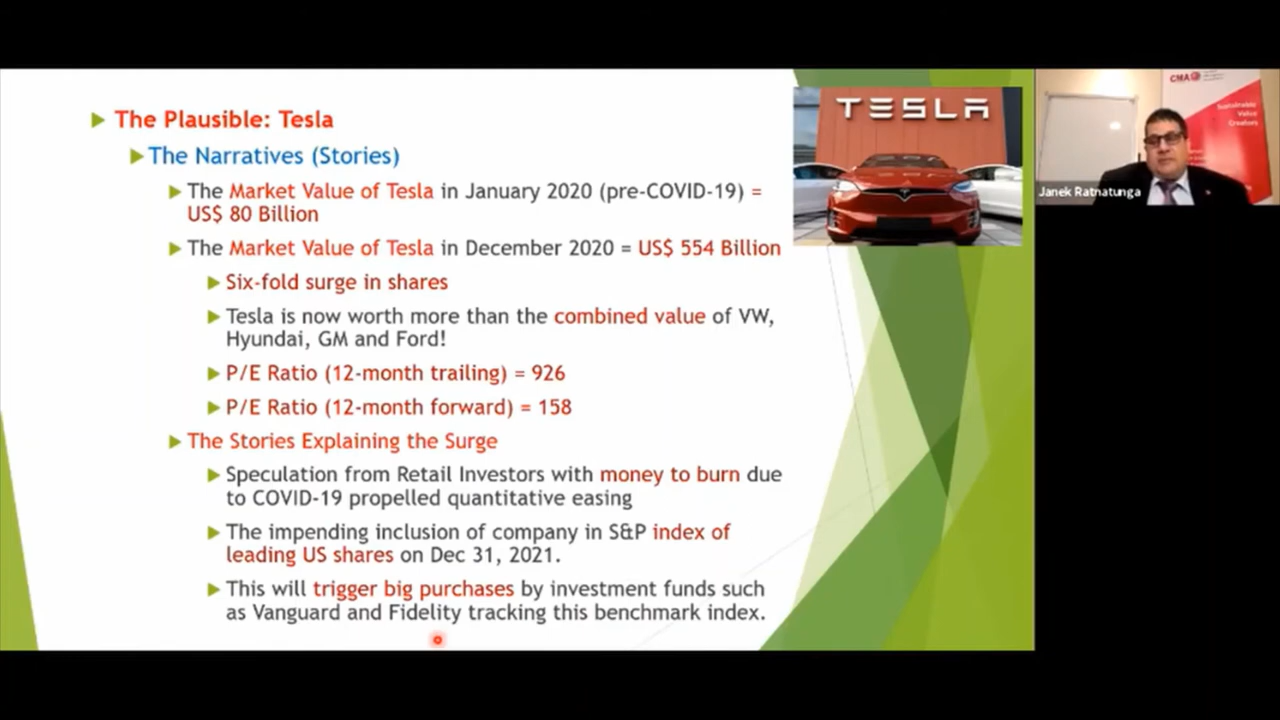 The Plausible: Tesla
The Narratives (Stories)
The Market Value of Tesla in January 2020 (pre-COVID-19) =
US$ 80 Billion
The Market Value of Tesla in December 2020 = US$ 554 Billion
Six-fold surge in shares
Tesla is now worth more than the combined value of VW,
Hyundai, GM and Ford!
P/E Ratio (12-month trailing) = 926
P/E Ratio (12-month forward) = 158
The Stories Explaining the Surge
Speculation from Retail Investors with money to burn due
to COVID-19 propelled quantitative easing
The impending inclusion of company in S&P index of
leading US shares on Dec 31, 2021.
This will trigger big purchases by investment funds such
as Vanguard and Fidelity tracking this benchmark index.
TESLA
CMA
Sustainably
Value
Creators
Janek Ratnatunga